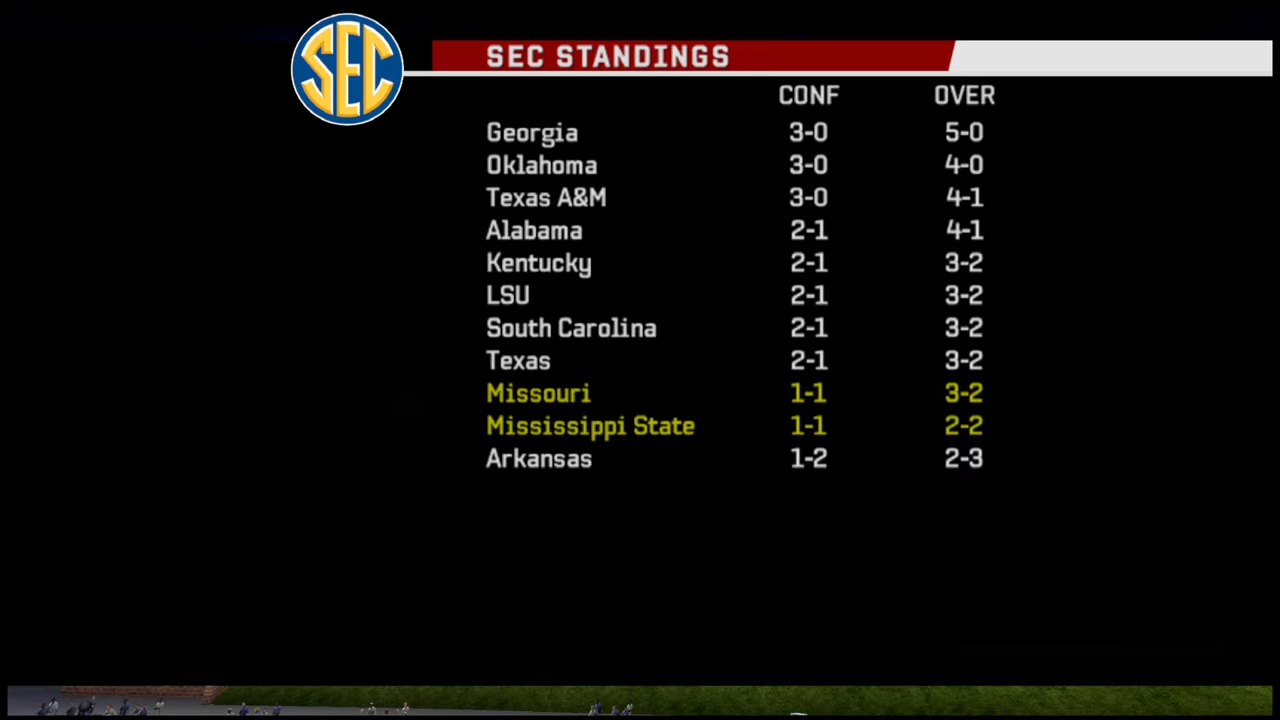 SEC
SEC STANDINGS
CONF OVER
Georgia 3-0 5-0
Oklahoma 3-0 4-0
Texas A&M 3-0 4-1
Alabama 2-1 4-1
Kentucky 2-1 3-2
LSU 2-1 3-2
South Carolina 2-1 3-2
Texas 2-1 3-2
Missouri 1-1 3-2
Mississippi State 1-1 2-2
Arkansas 1-2 2-3